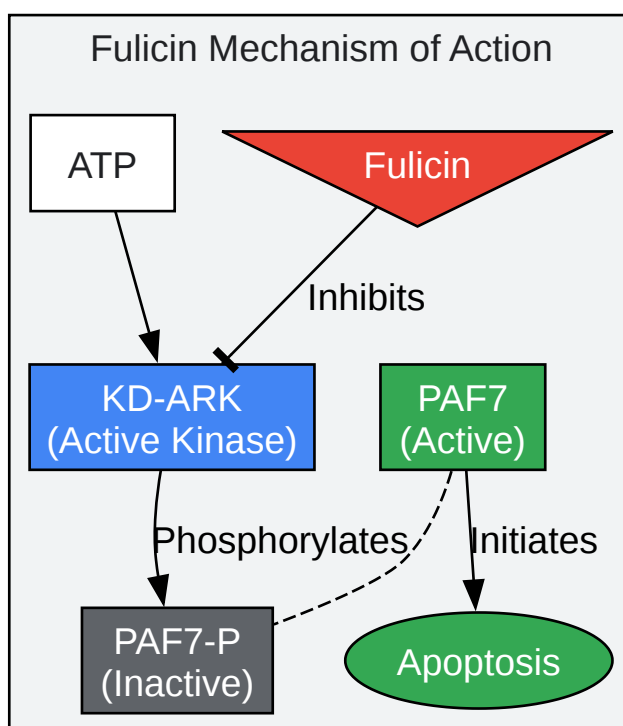 Fulicin Mechanism of Action
ATP
Fulicin
Inhibits
KD-ARK
(Active Kinase)
PAF7
(Active)
Phosphorylates
Initiates
PAF7-P
(Inactive)
Apoptosis